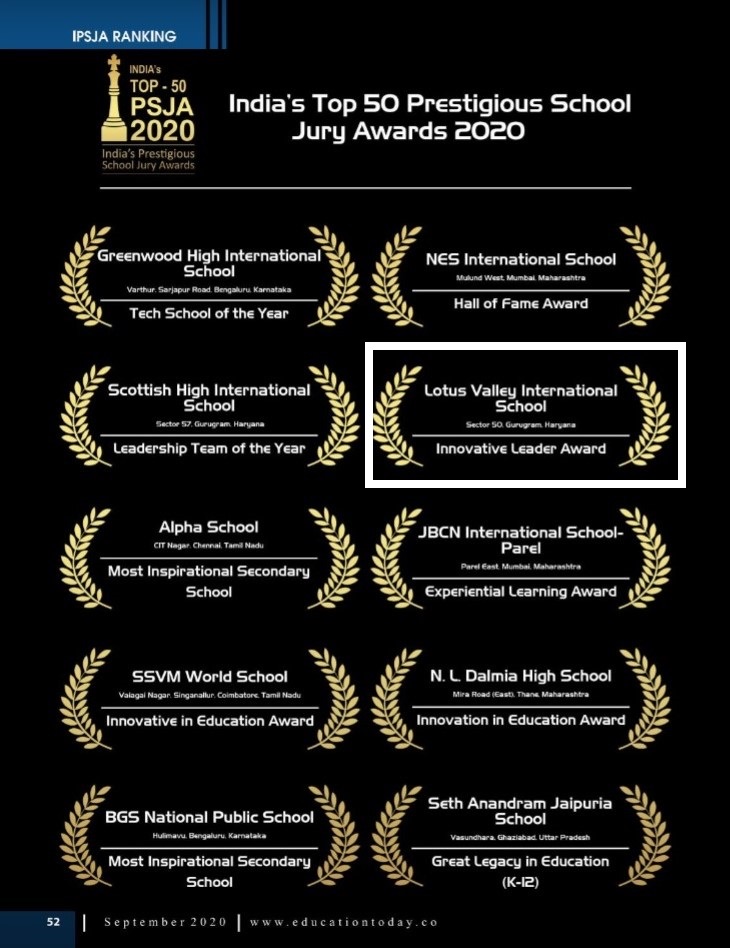 IPSJA RANKING
INDIA's
TOP - 50
PSJA
2020
India's Prestigious
School Jury Awards
India's Top 50 Prestigious School
Jury Awards 2020
Greenwood High International
School
Varthur, Sarjapur Road, Bengaluru, Karnataka
Tech School of the Year
NES International School
Mulund West, Mumbai, Maharashtra
Hall of Fame Award
Scottish High International
School
Sector 57, Gurugram, Haryana
Leadership Team of the Year
Lotus Valley International
School
Sector 50, Gurugram, Haryana
Innovative Leader Award
Alpha School
CIT Nagar, Chennai, Tamil Nadu
Most Inspirational Secondary
School
JBCN International School-
Parel
Parel East, Mumbai, Maharashtra
Experiential Learning Award
SSVM World School
Valagai Nagar, Singanallur, Coimbatore, Tamil Nadu
Innovative in Education Award
N. L. Dalmia High School
Mira Road (East), Thane, Maharashtra
Innovation in Education Award
BGS National Public School
Hulimavu, Bengaluru, Karnataka
Most Inspirational Secondary
School
Seth Anandram Jaipuria
School
Vasundhara, Ghaziabad, Uttar Pradesh
Great Legacy in Education
(K-12)
52 | September 2020 | www.educationtoday.co